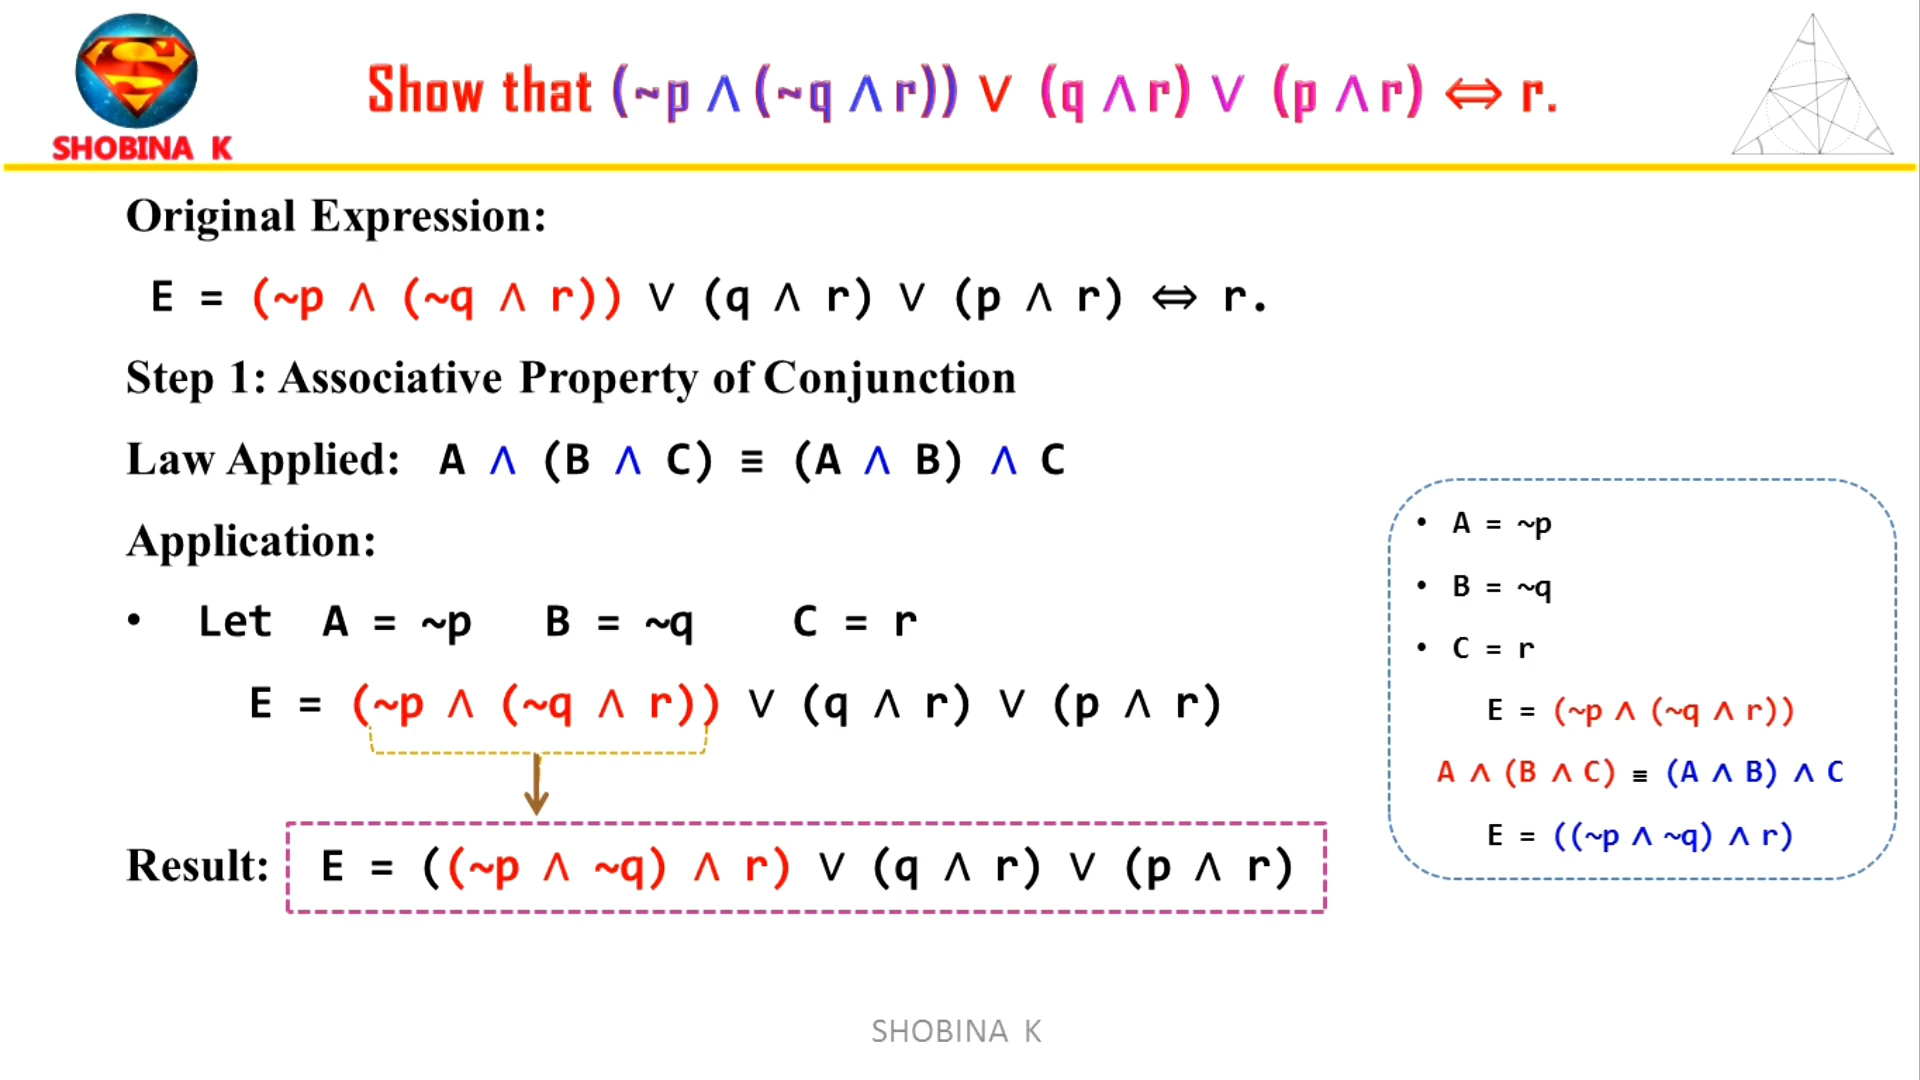 SHOBINA K
Show that (~p ∧ (~q ∧ r)) ∨ (q ∧ r) ∨ (p ∧ r) ⇔ r.
Original Expression:
E = (~p ∧ (~q ∧ r)) ∨ (q ∧ r) ∨ (p ∧ r) ⇔ r.
Step 1: Associative Property of Conjunction
Law Applied: A ∧ (B ∧ C) ≡ (A ∧ B) ∧ C
Application:
• Let A = ~p B = ~q C = r
E = (~p ∧ (~q ∧ r)) ∨ (q ∧ r) ∨ (p ∧ r)
Result: E = ((~p ∧ ~q) ∧ r) ∨ (q ∧ r) ∨ (p ∧ r)
• A = ~p
• B = ~q
• C = r
E = (~p ∧ (~q ∧ r))
A ∧ (B ∧ C) ≡ (A ∧ B) ∧ C
E = ((~p ∧ ~q) ∧ r)
SHOBINA K